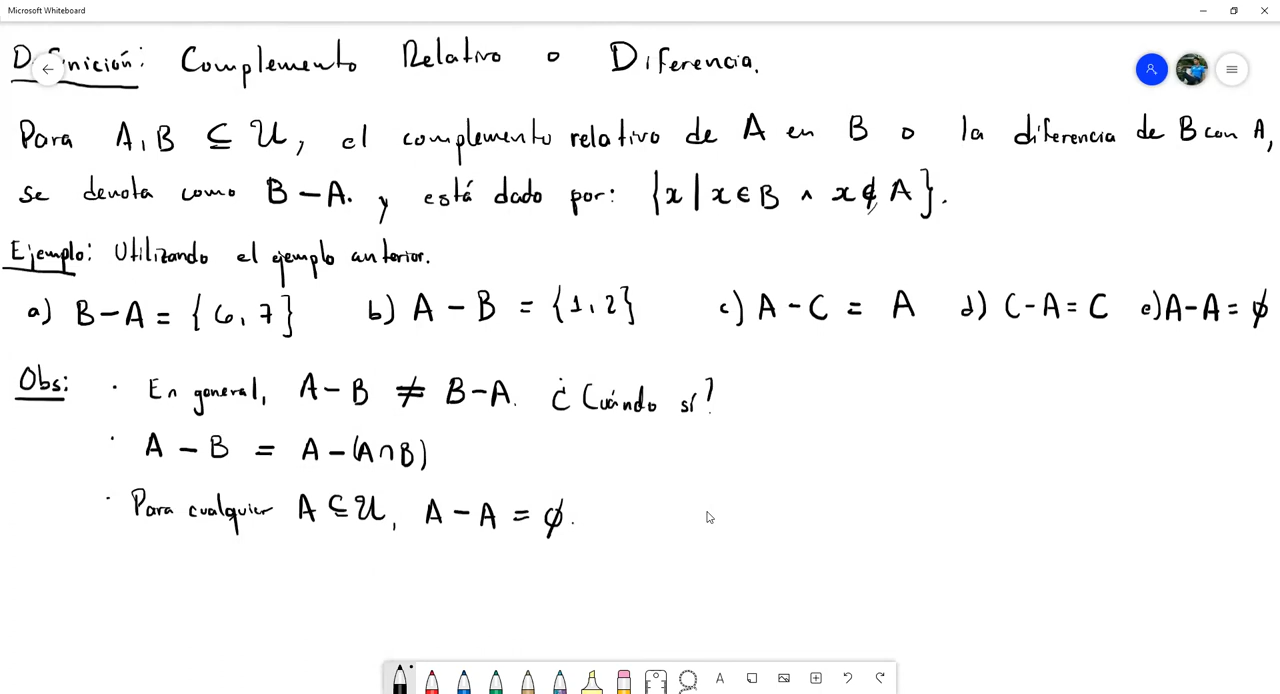 Microsoft Whiteboard
Definición: Complemento Relativo o Diferencia.
Para A, B ⊆ U, el complemento relativo de A en B o la diferencia de B con A,
se denota como B - A. y está dado por: {x | x ∈ B ∧ x ∉ A}.
Ejemplo: Utilizando el ejemplo anterior.
a) B - A = {6, 7} b) A - B = {1, 2} c) A - C = A d) C - A = C e) A - A = ∅
Obs: · En general, A - B ≠ B - A. ¿Cuándo sí?
· A - B = A - (A ∩ B)
· Para cualquier A ⊆ U, A - A = ∅.
A